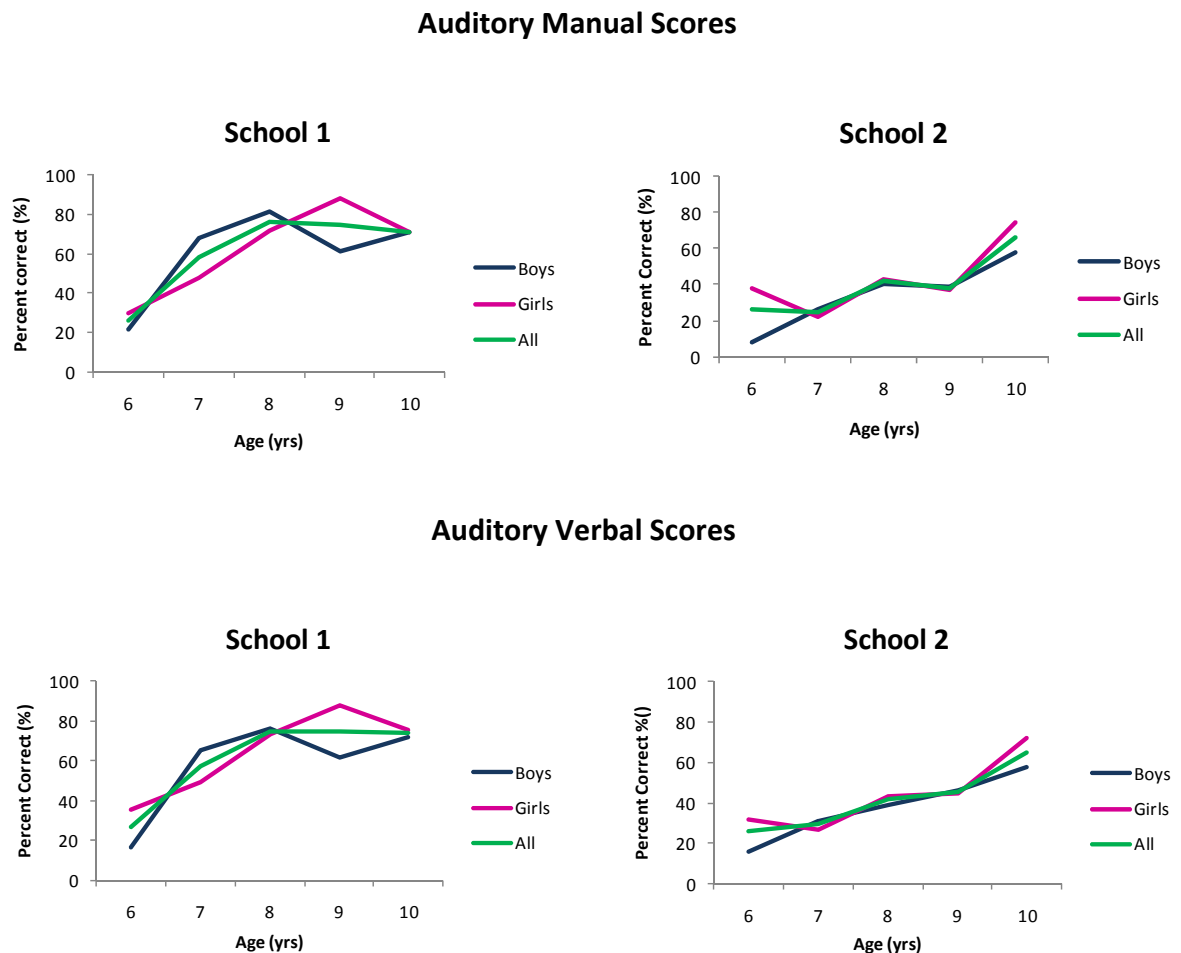 Auditory Manual Scores
School 1
100
80
60
40
20
0
Percent correct (%)
6 7 8 9 10
Age (yrs)
Boys
Girls
All
School 2
100
80
60
40
20
0
Percent Correct (%)
6 7 8 9 10
Age (yrs)
Boys
Girls
All
Auditory Verbal Scores
School 1
100
80
60
40
20
0
Percent Correct (%)
6 7 8 9 10
Age (yrs)
Boys
Girls
All
School 2
100
80
60
40
20
0
Percent Correct %()
6 7 8 9 10
Age (yrs)
Boys
Girls
All